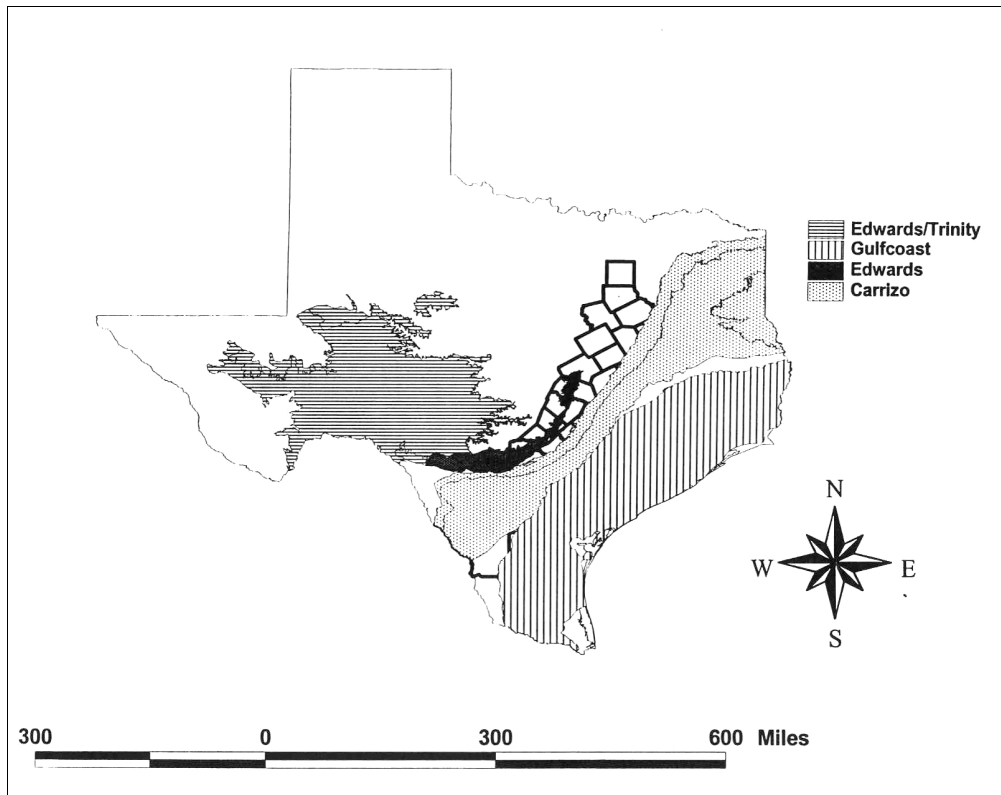 Edwards/Trinity
Gulfcoast
Edwards
Carrizo
N
W E
S
300 0 300 600 Miles